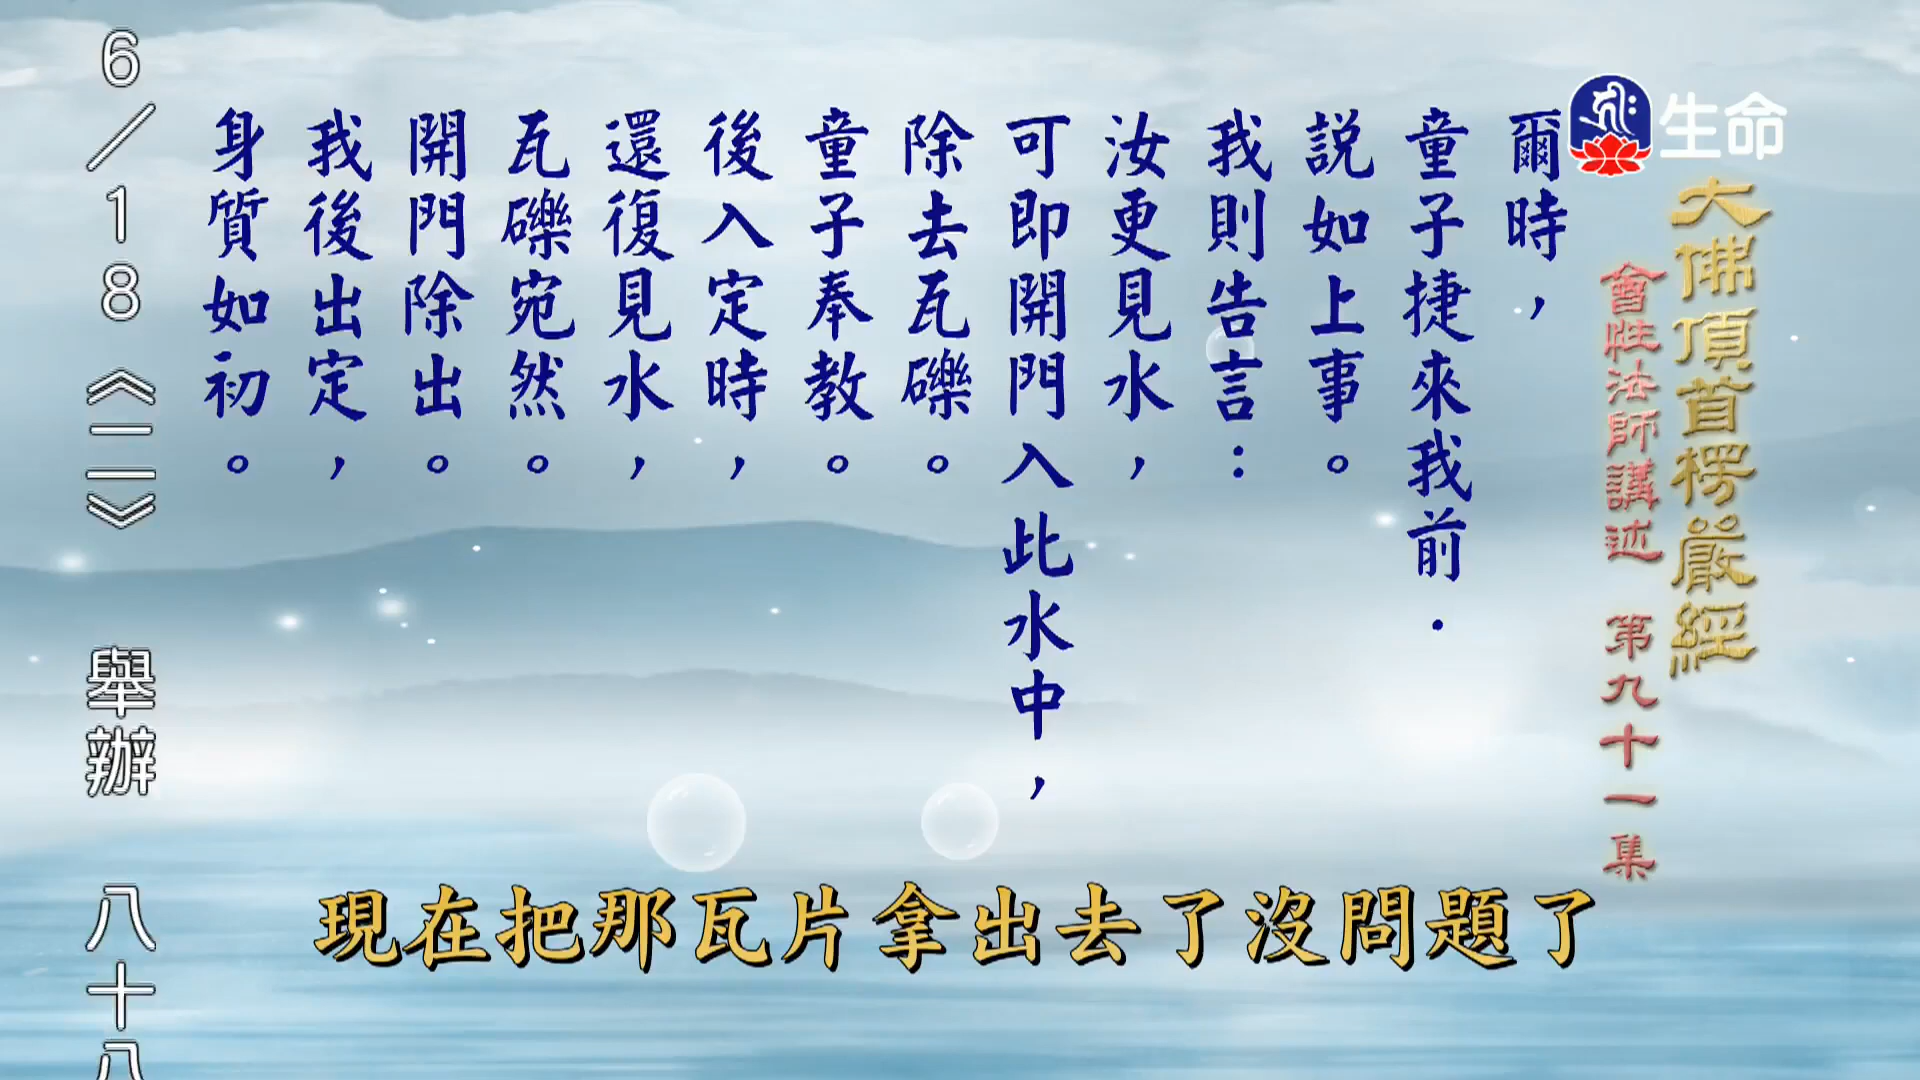 生命
大佛頂首楞嚴經
會性法師講述 第九十一集
爾時，
童子捷來我前．
説如上事。
我則告言：
汝更見水，
可即開門入此水中，
除去瓦礫。
童子奉教。
後入定時，
還復見水，
瓦礫宛然。
開門除出。
我後出定，
身質如初。
6／18《二》 舉辦 八十八
現在把那瓦片拿出去了沒問題了